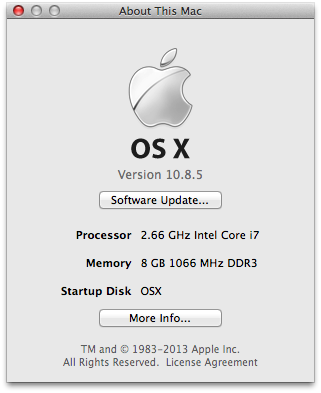 About This Mac
OS X
Version 10.8.5
Software Update...
Processor 2.66 GHz Intel Core i7
Memory 8 GB 1066 MHz DDR3
Startup Disk OSX
More Info...
TM and © 1983-2013 Apple Inc.
All Rights Reserved. License Agreement